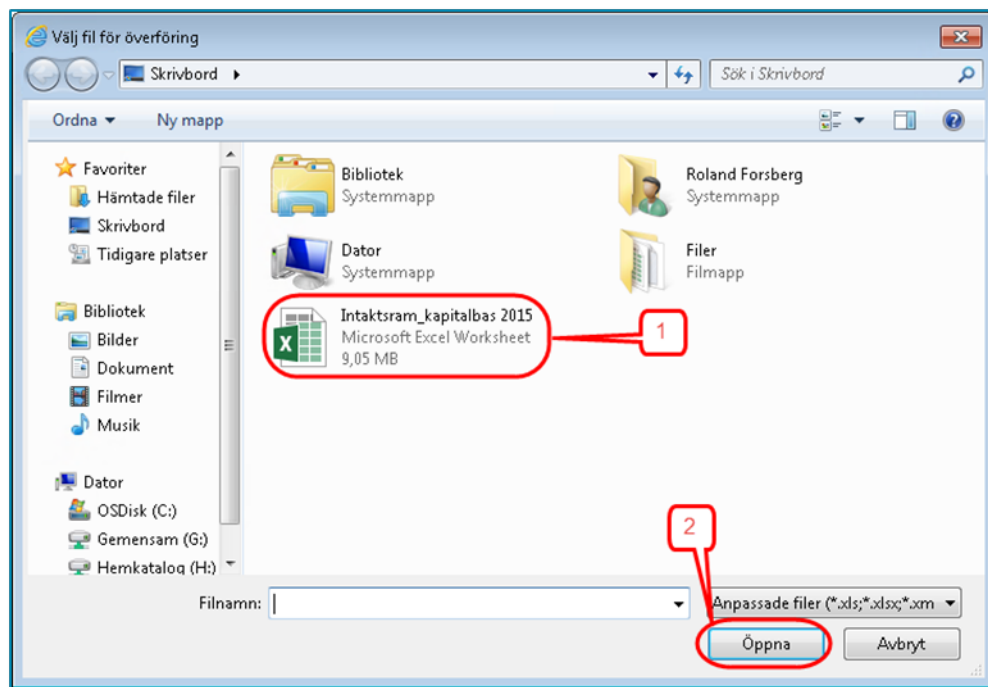 Välj fil för överföring
Skrivbord
Sök i Skrivbord
Ordna
Ny mapp
Favoriter
Hämtade filer
Skrivbord
Tidigare platser
Bibliotek
Bilder
Dokument
Filmer
Musik
Dator
OSDisk (C:)
Gemensam (G:)
Hemkatalog (H:)
Bibliotek
Systemmapp
Roland Forsberg
Systemmapp
Dator
Systemmapp
Filer
Filmapp
Intaktsram_kapitalbas 2015
Microsoft Excel Worksheet
9,05 MB
1
2
Filnamn:
Anpassade filer (*.xls;*.xlsx;*.xm
Öppna
Avbryt